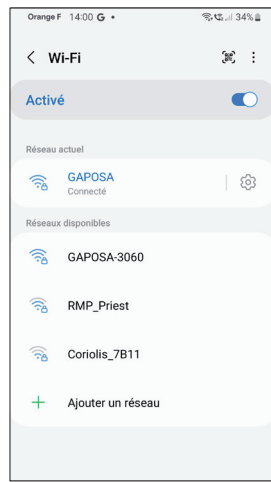 Orange F 14:00 G • 34%
Wi-Fi
Activé
Réseau actuel
GAPOSA
Connecté
Réseaux disponibles
GAPOSA-3060
RMP_Priest
Coriolis_7B11
Ajouter un réseau